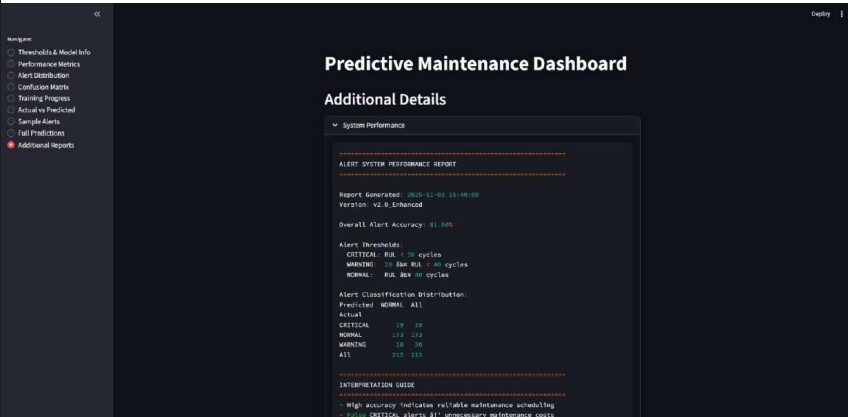 Deploy
Navigate:
Thresholds & Model Info
Performance Metrics
Alert Distribution
Confusion Matrix
Training Progress
Actual vs Predicted
Sample Alerts
Full Predictions
Additional Reports
Predictive Maintenance Dashboard
Additional Details
System Performance
ALERT SYSTEM PERFORMANCE REPORT
Report Generated: 2025-11-03 15:40:09
Version: v2.0_Enhanced
Overall Alert Accuracy: 81.60%
Alert Thresholds:
CRITICAL: RUL < 20 cycles
WARNING: 20 ≤ RUL < 40 cycles
NORMAL: RUL ≥ 40 cycles
Alert Classification Distribution:
Predicted NORMAL All
Actual
CRITICAL 19 19
NORMAL 173 173
WARNING 20 20
All 212 212
INTERPRETATION GUIDE
- High accuracy indicates reliable maintenance scheduling
- False CRITICAL alerts unnecessary maintenance costs